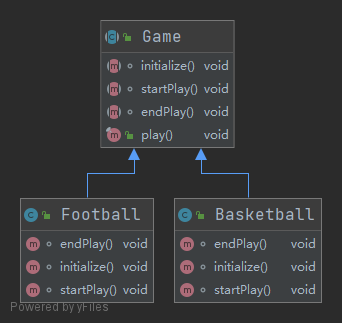 Game
initialize() void
startPlay() void
endPlay() void
play() void
Football
endPlay() void
initialize() void
startPlay() void
Basketball
endPlay() void
initialize() void
startPlay() void
Powered by yFiles